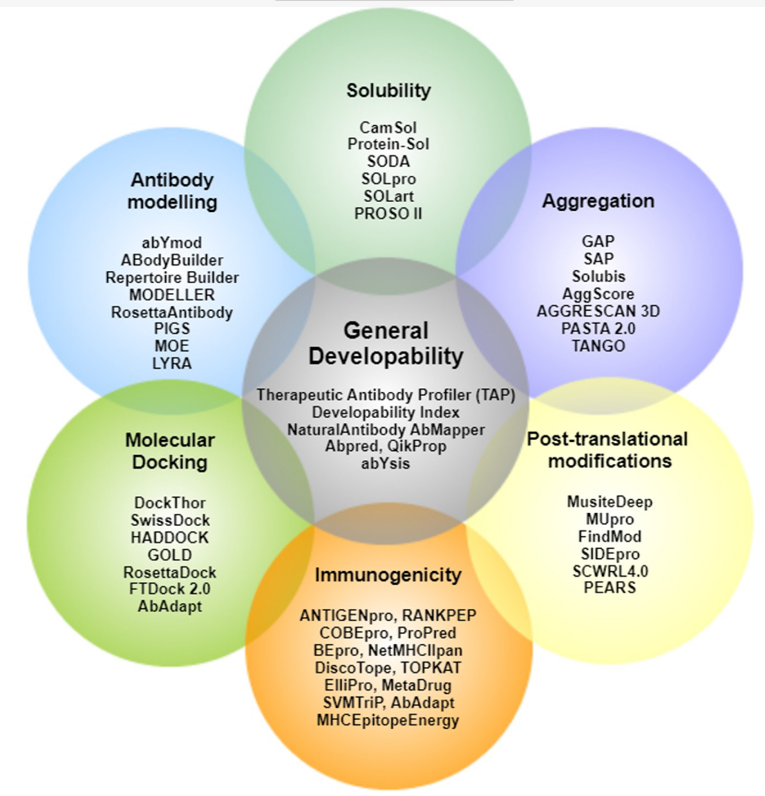 Solubility
CamSol
Protein-Sol
SODA
SOLpro
SOLart
PROSO II
Antibody
modelling
abYmod
ABodyBuilder
Repertoire Builder
MODELLER
RosettaAntibody
PIGS
MOE
LYRA
Aggregation
GAP
SAP
Solubis
AggScore
AGGRESCAN 3D
PASTA 2.0
TANGO
General
Developability
Therapeutic Antibody Profiler (TAP)
Developability Index
NaturalAntibody AbMapper
Abpred, QikProp
abYsis
Molecular
Docking
DockThor
SwissDock
HADDOCK
GOLD
RosettaDock
FTDock 2.0
AbAdapt
Post-translational
modifications
MusiteDeep
MUpro
FindMod
SIDEpro
SCWRL4.0
PEARS
Immunogenicity
ANTIGENpro, RANKPEP
COBEpro, ProPred
BEpro, NetMHCIIpan
DiscoTope, TOPKAT
ElliPro, MetaDrug
SVMTriP, AbAdapt
MHCEpitopeEnergy